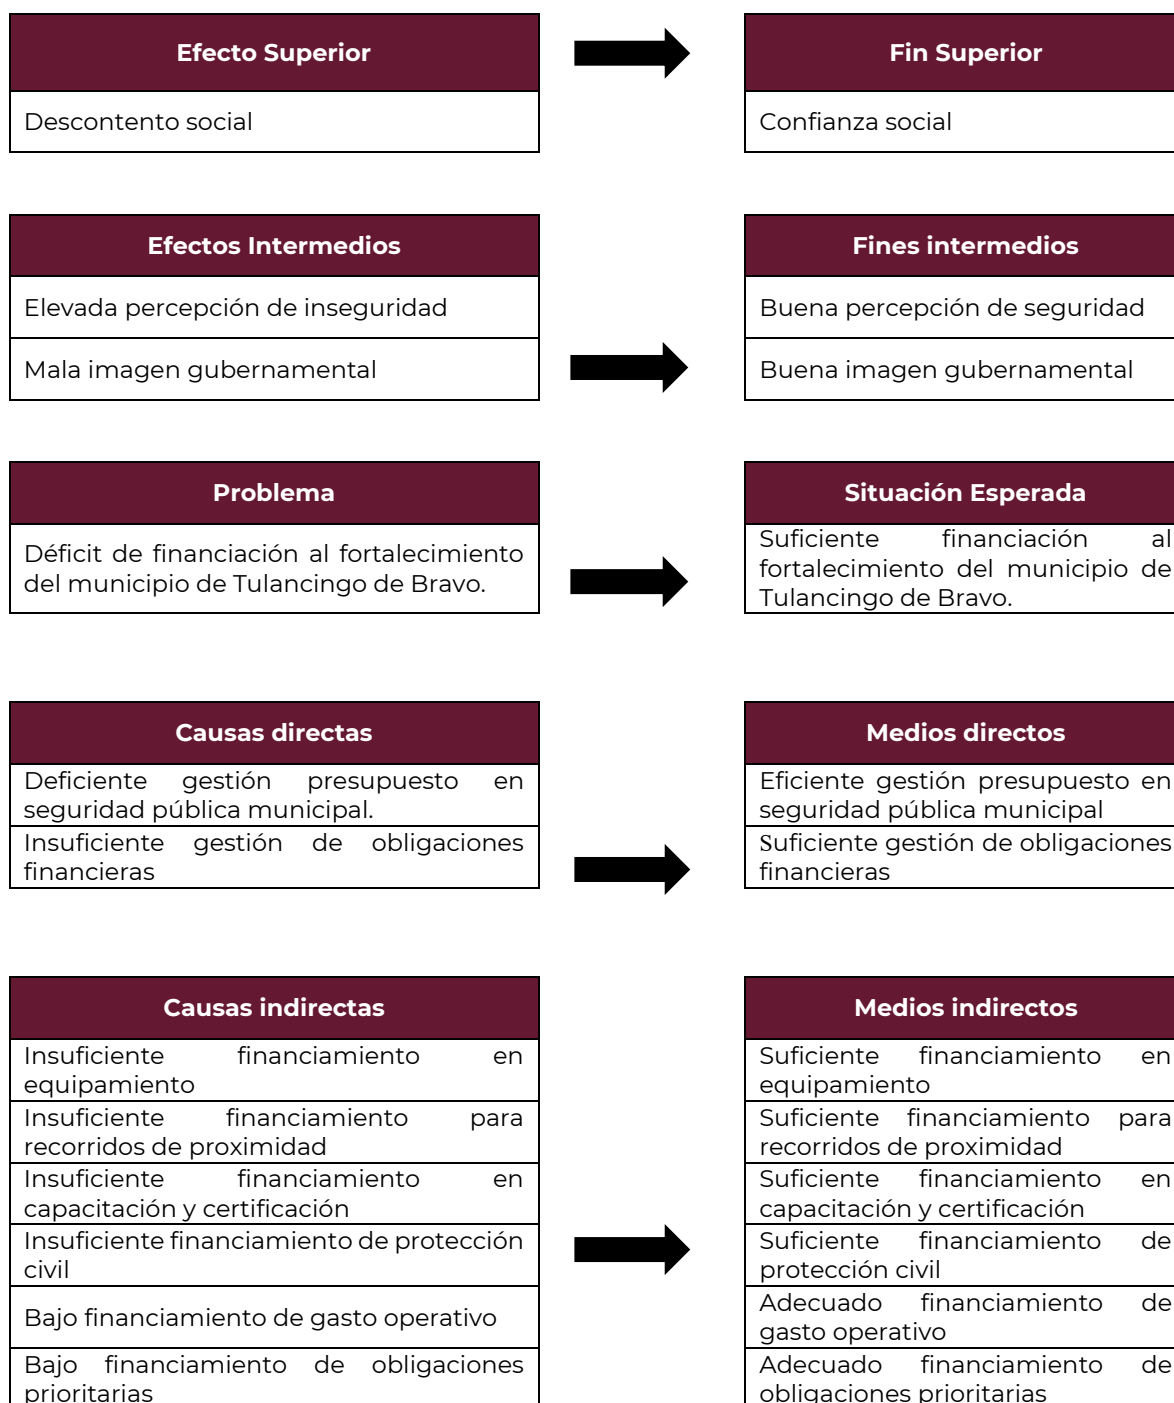 Efecto Superior
Fin Superior
Descontento social
Confianza social
Efectos Intermedios
Fines intermedios
Elevada percepción de inseguridad
Buena percepción de seguridad
Mala imagen gubernamental
Buena imagen gubernamental
Problema
Situación Esperada
Déficit de financiación al fortalecimiento
del municipio de Tulancingo de Bravo.
Suficiente financiación al
fortalecimiento del municipio de
Tulancingo de Bravo.
Causas directas
Medios directos
Deficiente gestión presupuesto en
seguridad pública municipal.
Eficiente gestión presupuesto en
seguridad pública municipal
Insuficiente gestión de obligaciones
financieras
Suficiente gestión de obligaciones
financieras
Causas indirectas
Medios indirectos
Insuficiente financiamiento en
equipamiento
Suficiente financiamiento en
equipamiento
Insuficiente financiamiento para
recorridos de proximidad
Suficiente financiamiento para
recorridos de proximidad
Insuficiente financiamiento en
capacitación y certificación
Suficiente financiamiento en
capacitación y certificación
Insuficiente financiamiento de protección
civil
Suficiente financiamiento de
protección civil
Bajo financiamiento de gasto operativo
Adecuado financiamiento de
gasto operativo
Bajo financiamiento de obligaciones
prioritarias
Adecuado financiamiento de
obligaciones prioritarias